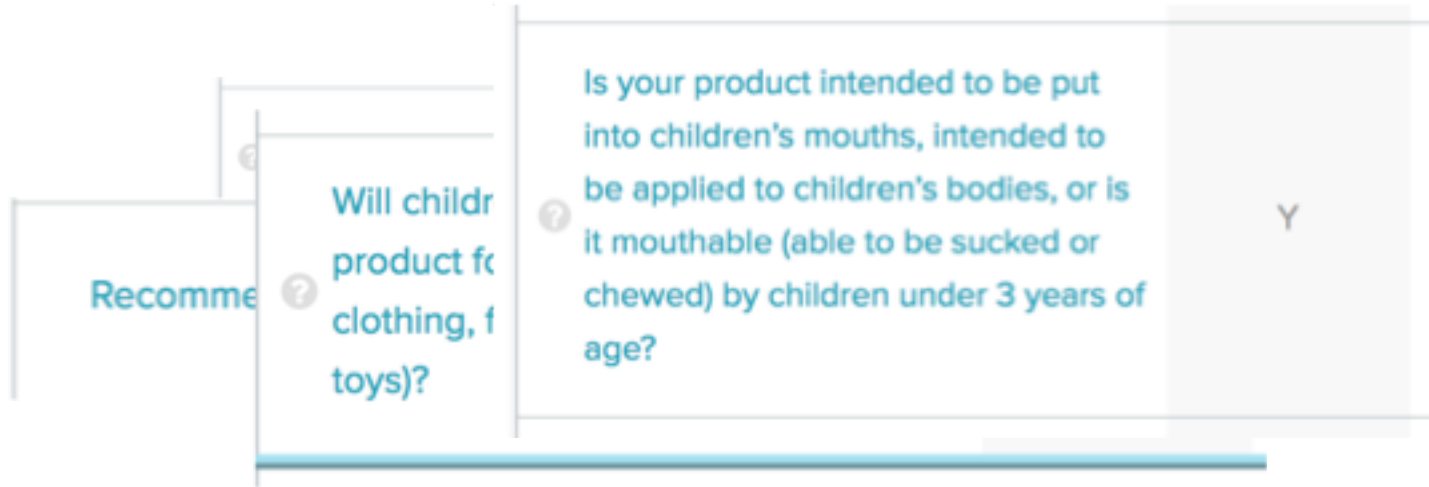 Recomme
Will childr
product fo
clothing, f
toys)?
Is your product intended to be put
into children's mouths, intended to
be applied to children's bodies, or is
it mouthable (able to be sucked or
chewed) by children under 3 years of
age?
Y